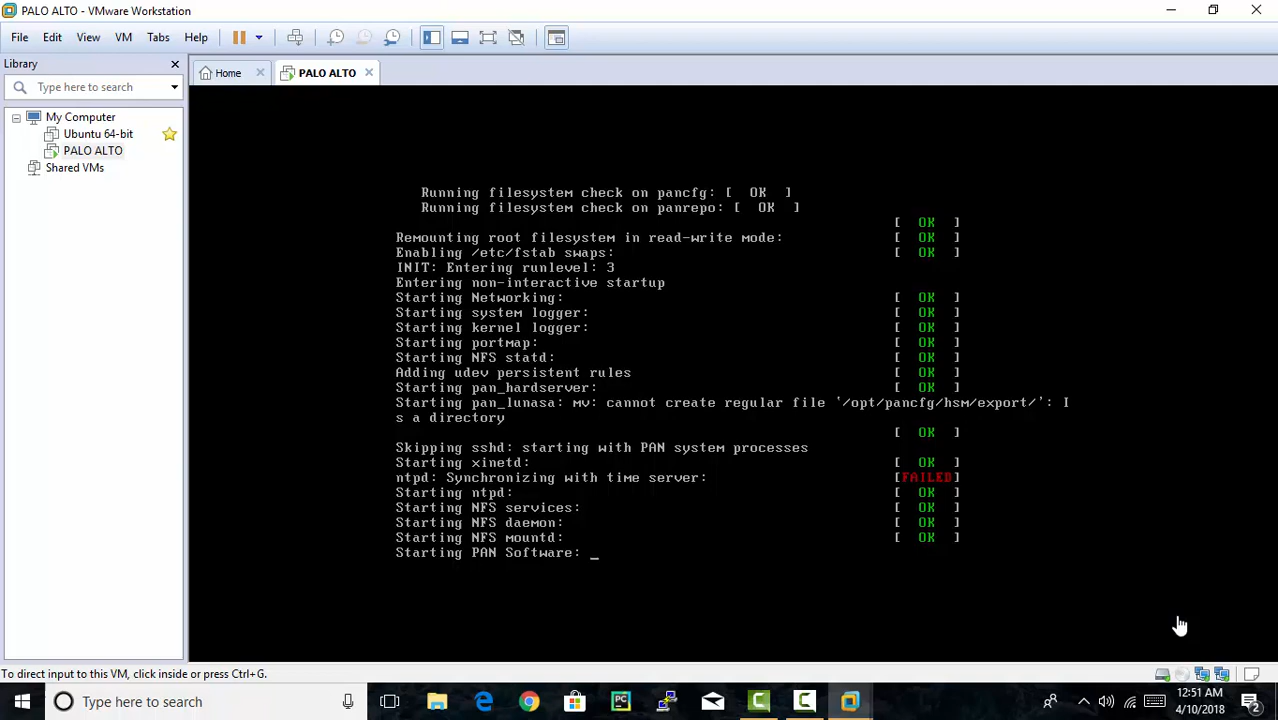 PALO ALTO - VMware Workstation
File Edit View VM Tabs Help
Library
Home
PALO ALTO
Type here to search
My Computer
Ubuntu 64-bit
PALO ALTO
Shared VMs
Running filesystem check on pancfg: [ OK ]
Running filesystem check on panrepo: [ OK ]
[ OK ]
Remounting root filesystem in read-write mode: [ OK ]
Enabling /etc/fstab swaps: [ OK ]
INIT: Entering runlevel: 3
Entering non-interactive startup
Starting Networking: [ OK ]
Starting system logger: [ OK ]
Starting kernel logger: [ OK ]
Starting portmap: [ OK ]
Starting NFS statd: [ OK ]
Adding udev persistent rules [ OK ]
Starting pan_hardserver: [ OK ]
Starting pan_lunasa: mv: cannot create regular file `/opt/pancfg/hsm/export/': I
s a directory
[ OK ]
Skipping sshd: starting with PAN system processes
Starting xinetd: [ OK ]
ntpd: Synchronizing with time server: [FAILED]
Starting ntpd: [ OK ]
Starting NFS services: [ OK ]
Starting NFS daemon: [ OK ]
Starting NFS mountd: [ OK ]
Starting PAN Software: _
To direct input to this VM, click inside or press Ctrl+G.
Type here to search
PC
12:51 AM
4/10/2018
2